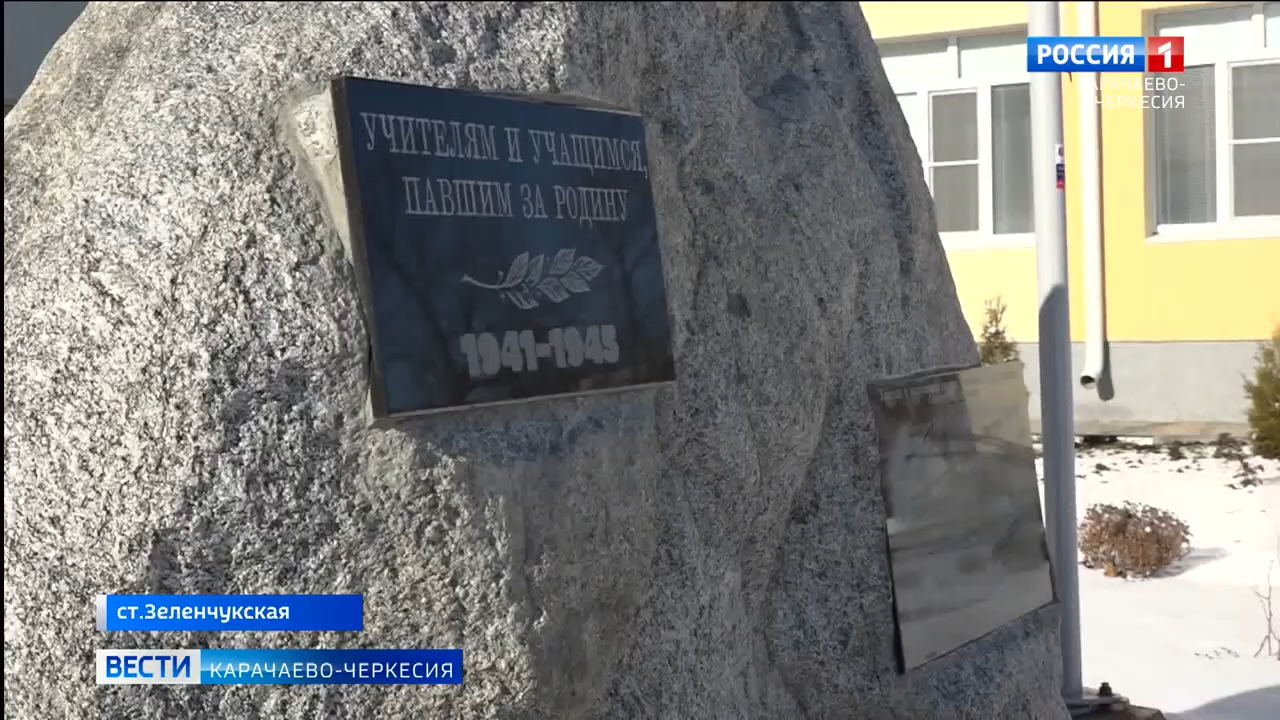 УЧИТЕЛЯМ И УЧАЩИМСЯ,
ПАВШИМ ЗА РОДИНУ
1941-1945
РОССИЯ 1
КАРАЧАЕВО-
ЧЕРКЕСИЯ
ст.Зеленчукская
ВЕСТИ КАРАЧАЕВО-ЧЕРКЕСИЯ